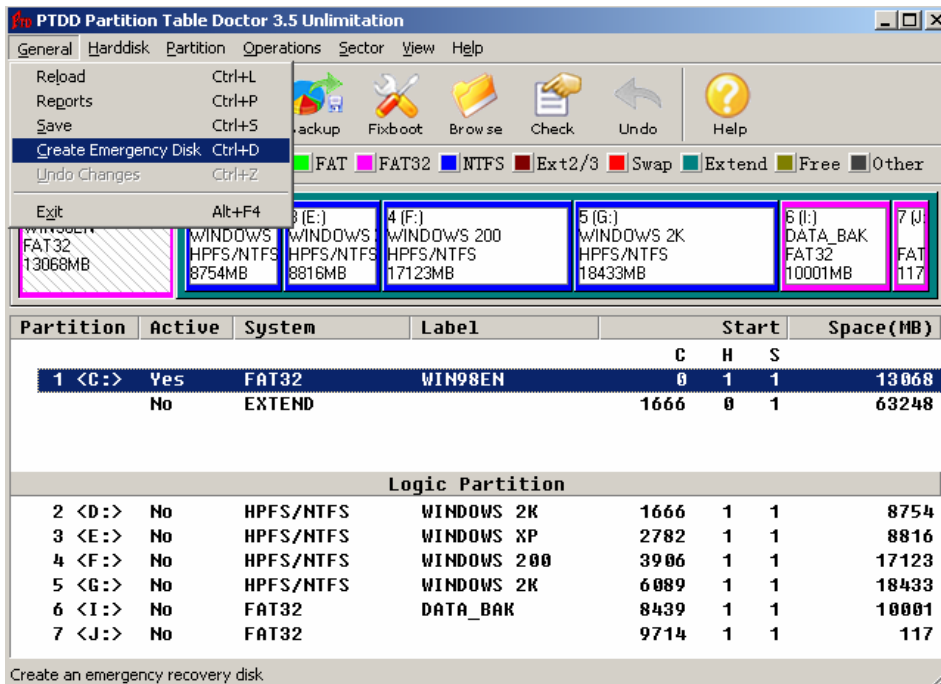 Pro PTDD Partition Table Doctor 3.5 Unlimitation
General Harddisk Partition Operations Sector View Help
Reload Ctrl+L
Reports Ctrl+P
Save Ctrl+S
Create Emergency Disk Ctrl+D
Undo Changes Ctrl+Z
Exit Alt+F4
ackup Fixboot Browse Check Undo Help
FAT FAT32 NTFS Ext2/3 Swap Extend Free Other
WIN98EN
FAT32
13068MB
WINDOWS
HPFS/NTFS
8754MB
3 (E:)
WINDOWS
HPFS/NTFS
8816MB
4 (F:)
WINDOWS 200
HPFS/NTFS
17123MB
5 (G:)
WINDOWS 2K
HPFS/NTFS
18433MB
6 (I:)
DATA_BAK
FAT32
10001MB
7 (J:
FAT
117
Partition Active System Label Start Space(MB)
C H S
1 <C:> Yes FAT32 WIN98EN 0 1 1 13068
No EXTEND 1666 0 1 63248
Logic Partition
2 <D:> No HPFS/NTFS WINDOWS 2K 1666 1 1 8754
3 <E:> No HPFS/NTFS WINDOWS XP 2782 1 1 8816
4 <F:> No HPFS/NTFS WINDOWS 200 3906 1 1 17123
5 <G:> No HPFS/NTFS WINDOWS 2K 6089 1 1 18433
6 <I:> No FAT32 DATA_BAK 8439 1 1 10001
7 <J:> No FAT32 9714 1 1 117
Create an emergency recovery disk